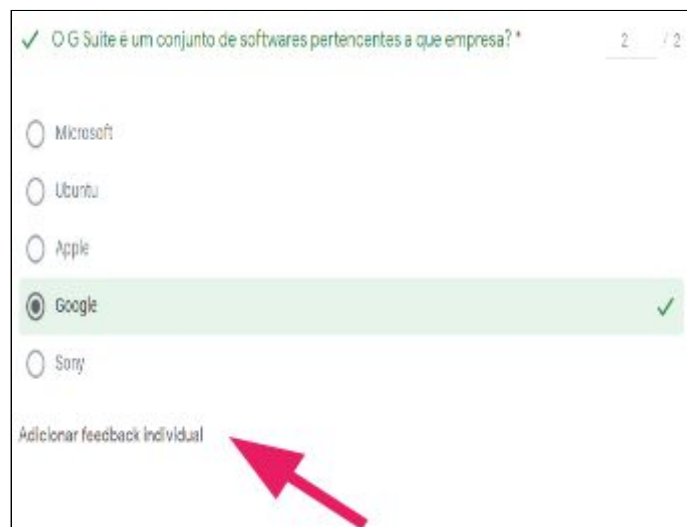 O G Suite é um conjunto de softwares pertencentes a que empresa? * 2 / 2
Microsoft
Ubuntu
Apple
Google
Sony
Adicionar feedback individual